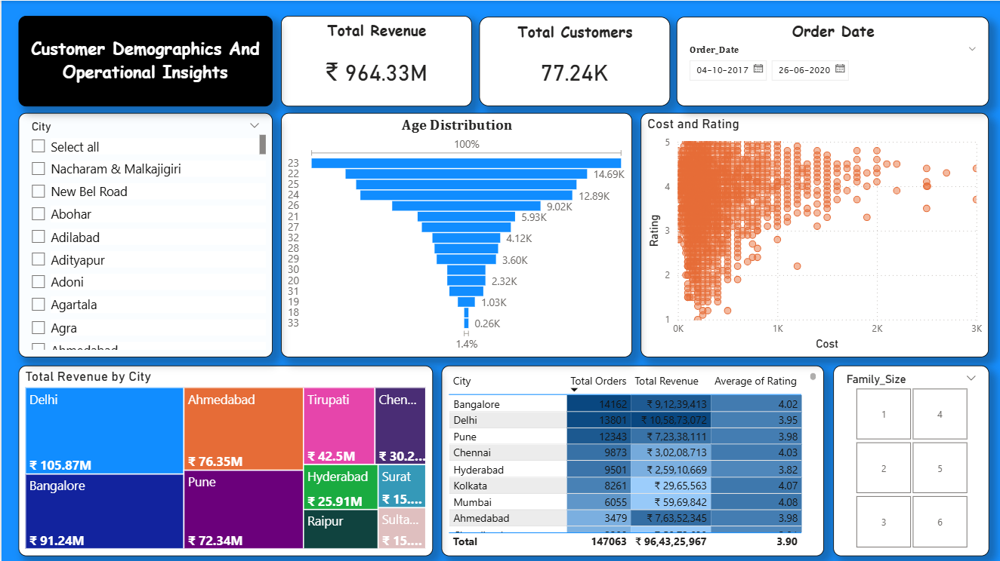 Customer Demographics And
Operational Insights
Total Revenue
₹ 964.33M
Total Customers
77.24K
Order Date
Order_Date
04-10-2017
26-06-2020
City
Select all
Nacharam & Malkajigiri
New Bel Road
Abohar
Adilabad
Adityapur
Adoni
Agartala
Agra
Ahmedabad
Age Distribution
100%
23
22 14.69K
25
24 12.89K
26 9.02K
21 5.93K
27
32 4.12K
28
29 3.60K
30
20 2.32K
31
19 1.03K
18
33 0.26K
1.4%
Cost and Rating
Rating
5
4
3
2
1
0K 1K 2K 3K
Cost
Total Revenue by City
Delhi
₹ 105.87M
Bangalore
₹ 91.24M
Ahmedabad
₹ 76.35M
Pune
₹ 72.34M
Tirupati
₹ 42.5M
Chen...
₹ 30.2...
Hyderabad
₹ 25.91M
Surat
₹ 15....
Raipur
Sulta...
₹ 15....
City Total Orders Total Revenue Average of Rating
Bangalore 14162 ₹ 9,12,39,413 4.02
Delhi 13801 ₹ 10,58,73,072 3.95
Pune 12343 ₹ 7,23,38,111 3.98
Chennai 9873 ₹ 3,02,08,713 4.03
Hyderabad 9501 ₹ 2,59,10,669 3.82
Kolkata 8261 ₹ 29,65,563 4.07
Mumbai 6055 ₹ 59,69,842 4.08
Ahmedabad 3479 ₹ 7,63,52,345 3.98
Total 147063 ₹ 96,43,25,967 3.90
Family_Size
1 4
2 5
3 6